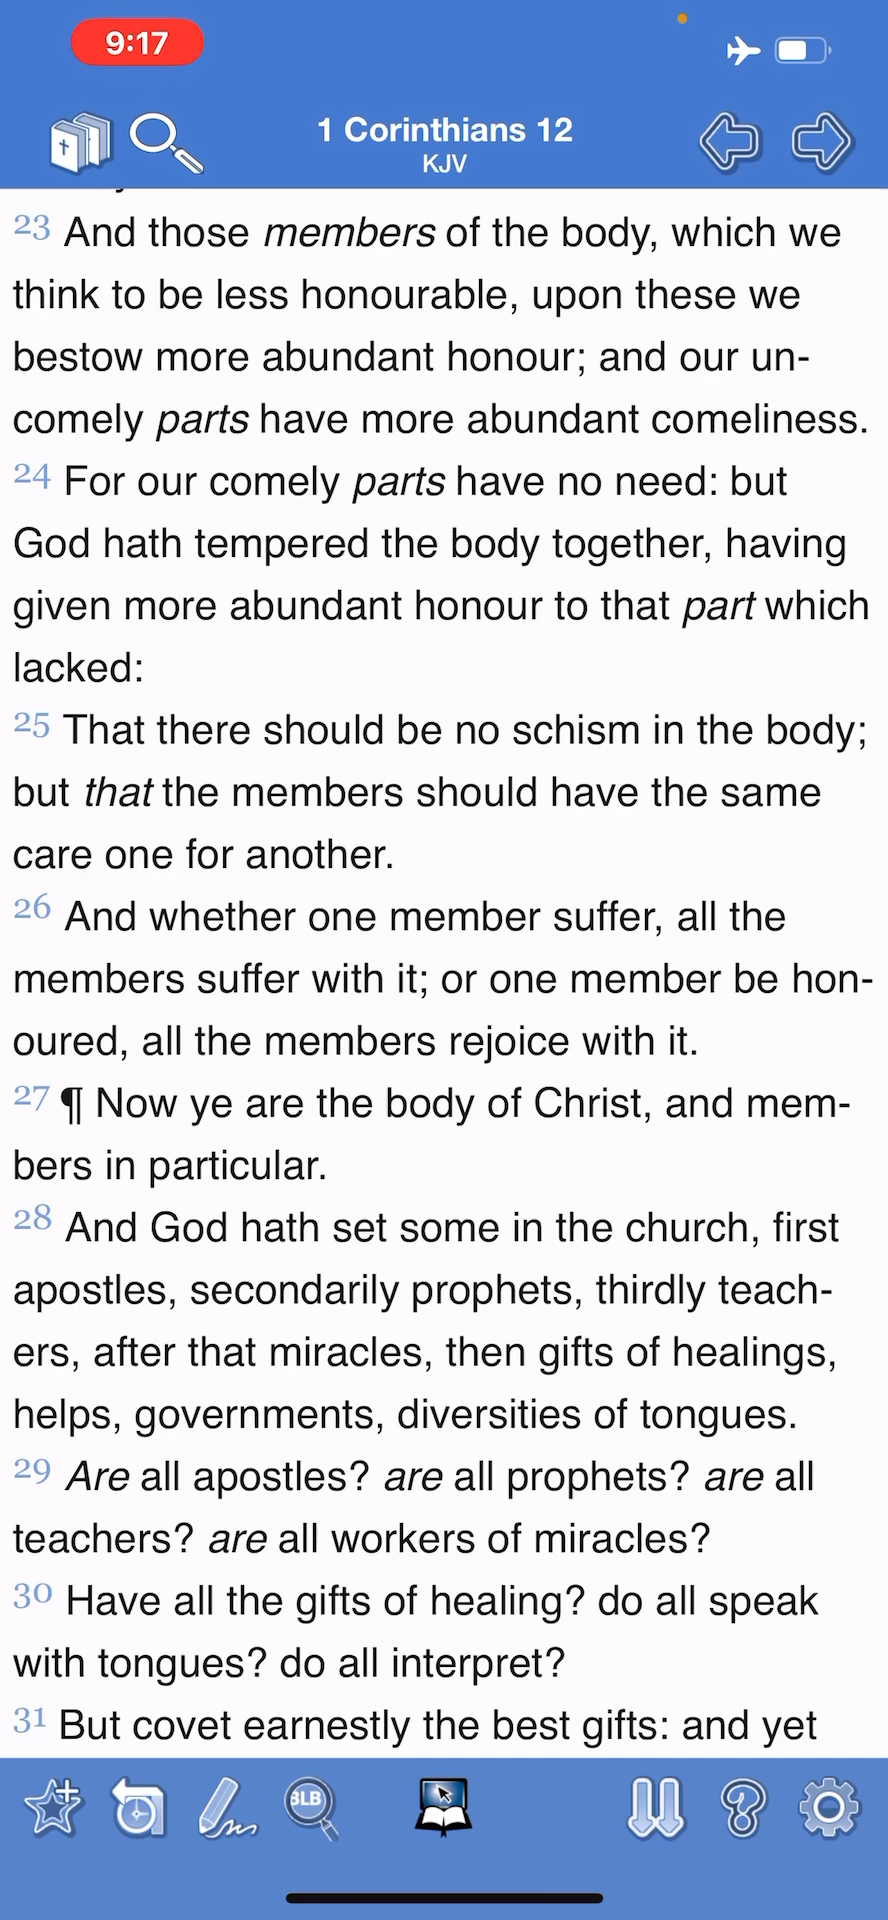 9:17
1 Corinthians 12
KJV
23 And those members of the body, which we
think to be less honourable, upon these we
bestow more abundant honour; and our un-
comely parts have more abundant comeliness.
24 For our comely parts have no need: but
God hath tempered the body together, having
given more abundant honour to that part which
lacked:
25 That there should be no schism in the body;
but that the members should have the same
care one for another.
26 And whether one member suffer, all the
members suffer with it; or one member be hon-
oured, all the members rejoice with it.
27 ¶ Now ye are the body of Christ, and mem-
bers in particular.
28 And God hath set some in the church, first
apostles, secondarily prophets, thirdly teach-
ers, after that miracles, then gifts of healings,
helps, governments, diversities of tongues.
29 Are all apostles? are all prophets? are all
teachers? are all workers of miracles?
30 Have all the gifts of healing? do all speak
with tongues? do all interpret?
31 But covet earnestly the best gifts: and yet
BLB